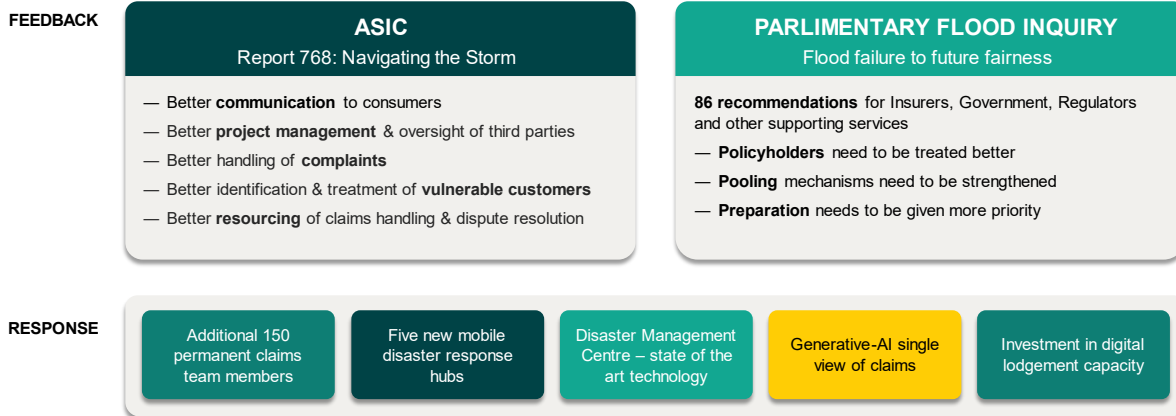 FEEDBACK
ASIC
Report 768: Navigating the Storm
— Better communication to consumers
— Better project management & oversight of third parties
— Better handling of complaints
— Better identification & treatment of vulnerable customers
— Better resourcing of claims handling & dispute resolution
PARLIMENTARY FLOOD INQUIRY
Flood failure to future fairness
86 recommendations for Insurers, Government, Regulators
and other supporting services
— Policyholders need to be treated better
— Pooling mechanisms need to be strengthened
— Preparation needs to be given more priority
RESPONSE
Additional 150
permanent claims
team members
Five new mobile
disaster response
hubs
Disaster Management
Centre – state of the
art technology
Generative-AI single
view of claims
Investment in digital
lodgement capacity